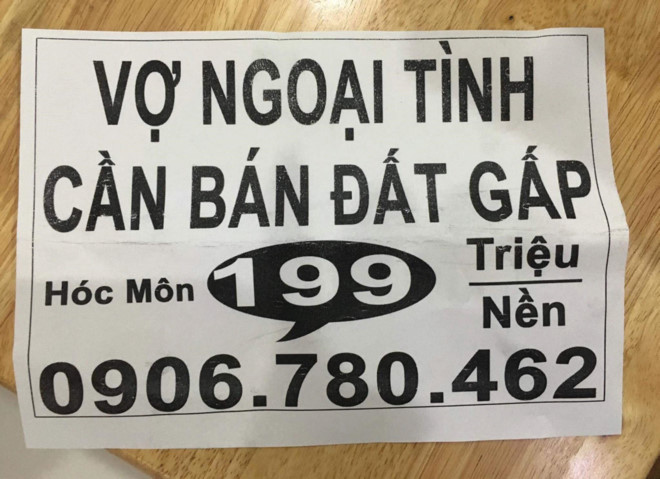 VỢ NGOẠI TÌNH
CẦN BÁN ĐẤT GẤP
Hóc Môn 199 Triệu
Nền
0906.780.462